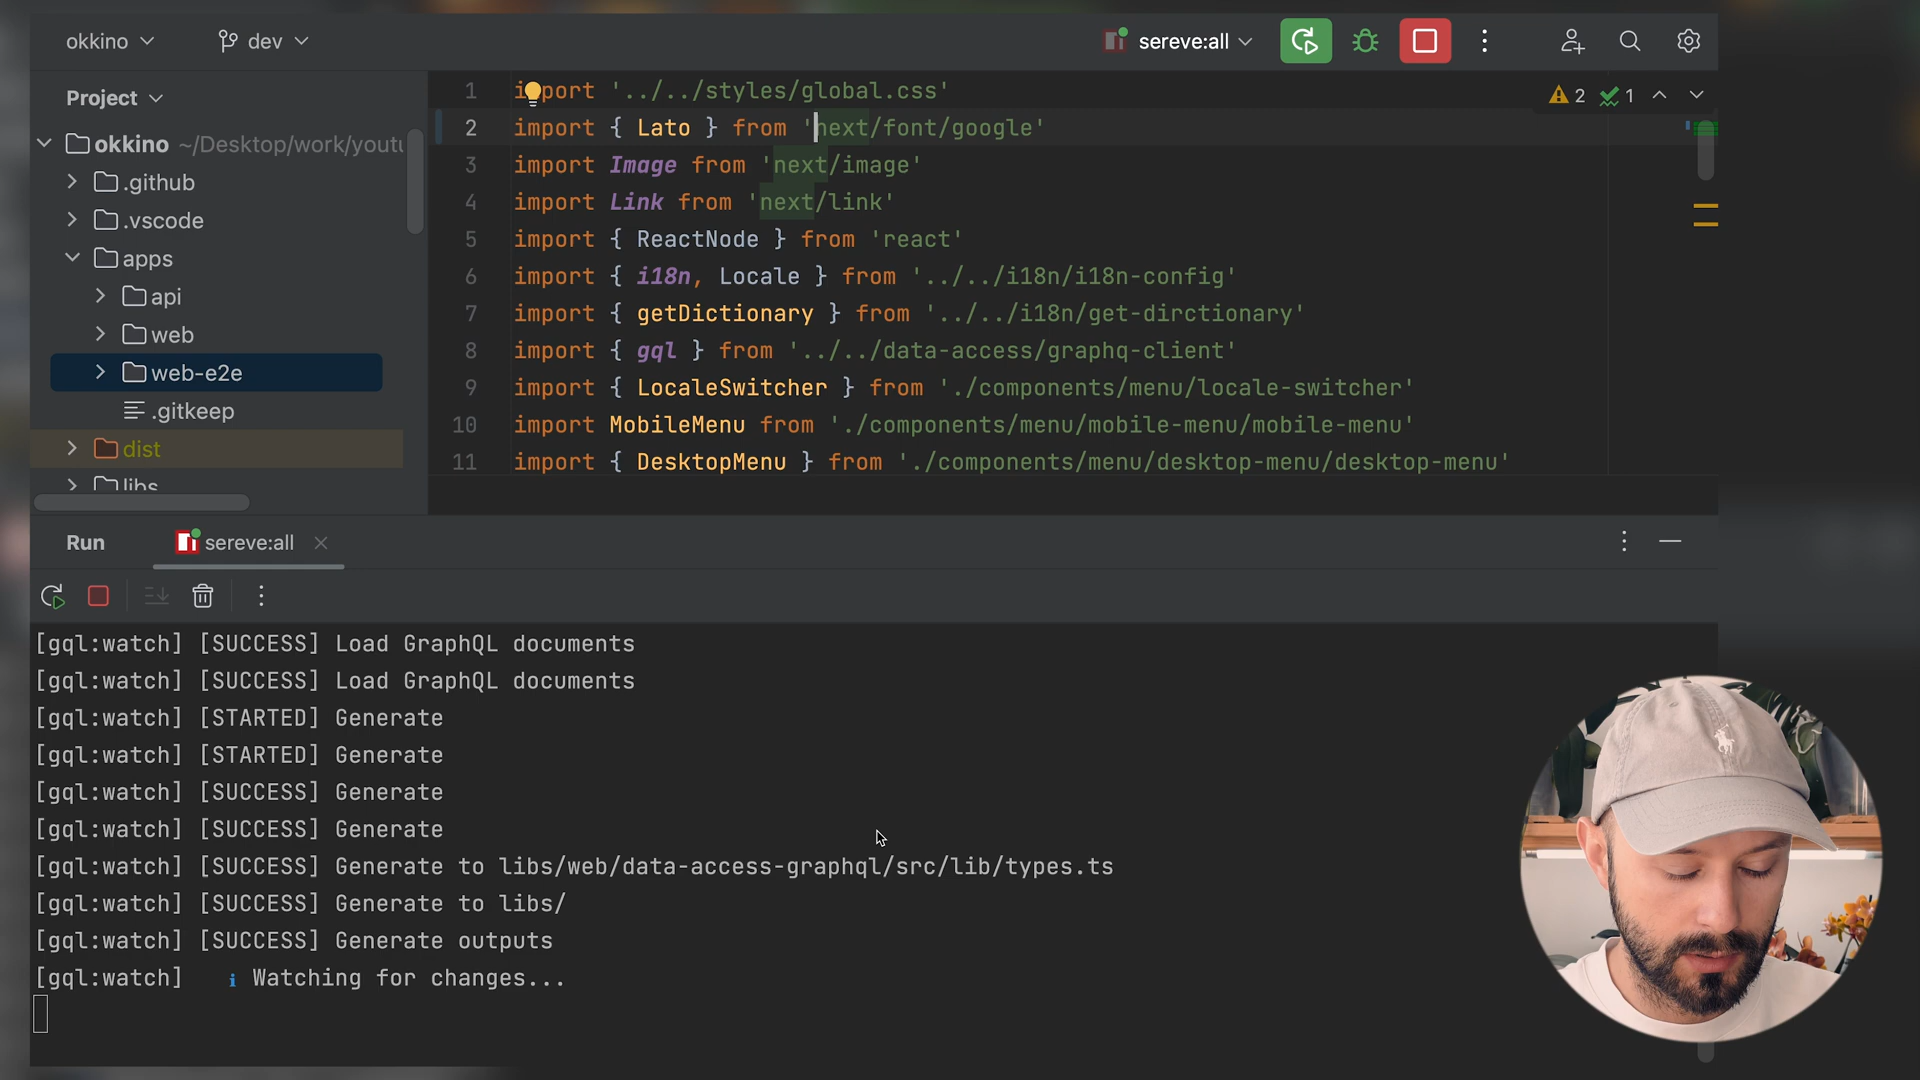 okkino
dev
sereve:all
Project
okkino ~/Desktop/work/youtu
.github
.vscode
apps
api
web
web-e2e
.gitkeep
dist
libs
2 1
1 import '../../styles/global.css'
2 import { Lato } from 'next/font/google'
3 import Image from 'next/image'
4 import Link from 'next/link'
5 import { ReactNode } from 'react'
6 import { i18n, Locale } from '../../i18n/i18n-config'
7 import { getDictionary } from '../../i18n/get-dirctionary'
8 import { gql } from '../../data-access/graphq-client'
9 import { LocaleSwitcher } from './components/menu/locale-switcher'
10 import MobileMenu from './components/menu/mobile-menu/mobile-menu'
11 import { DesktopMenu } from './components/menu/desktop-menu/desktop-menu'
Run sereve:all
[gql:watch] [SUCCESS] Load GraphQL documents
[gql:watch] [SUCCESS] Load GraphQL documents
[gql:watch] [STARTED] Generate
[gql:watch] [STARTED] Generate
[gql:watch] [SUCCESS] Generate
[gql:watch] [SUCCESS] Generate
[gql:watch] [SUCCESS] Generate to libs/web/data-access-graphql/src/lib/types.ts
[gql:watch] [SUCCESS] Generate to libs/
[gql:watch] [SUCCESS] Generate outputs
[gql:watch] ℹ Watching for changes...